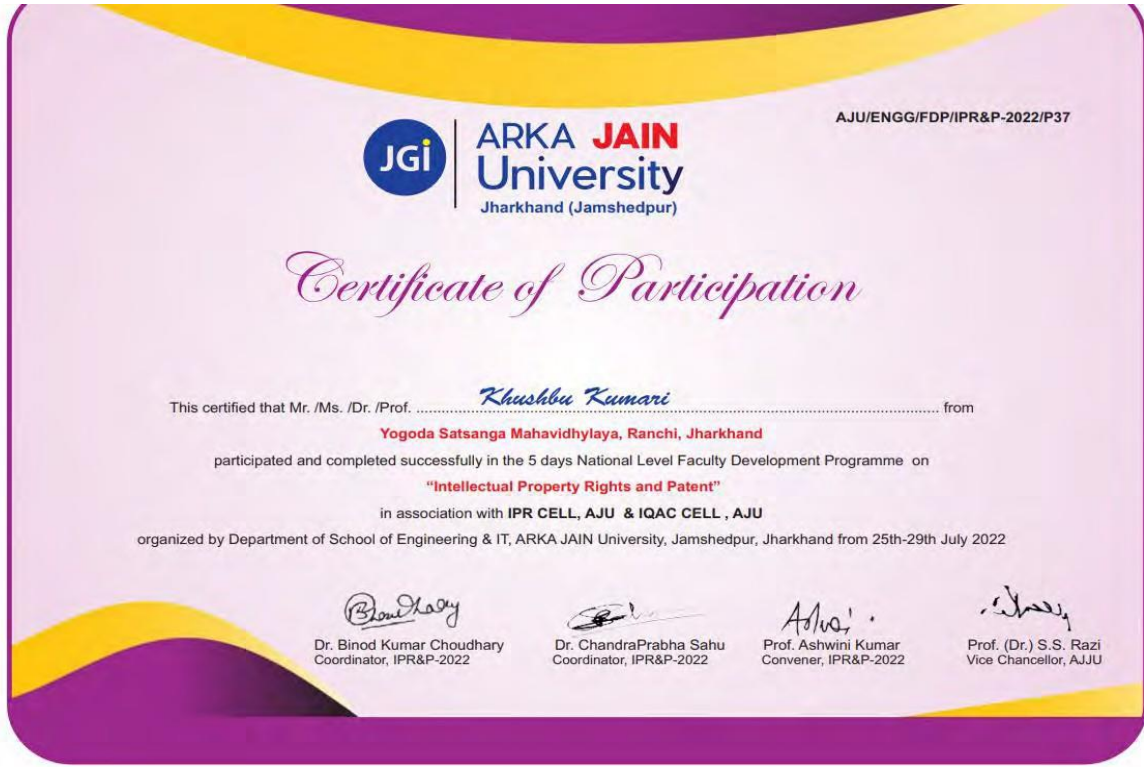 AJU/ENGG/FDP/IPR&P-2022/P37
JGi
ARKA JAIN
University
Jharkhand (Jamshedpur)
Certificate of Participation
This certified that Mr. /Ms. /Dr. /Prof. Khushbu Kumari from
Yogoda Satsanga Mahavidhylaya, Ranchi, Jharkhand
participated and completed successfully in the 5 days National Level Faculty Development Programme on
“Intellectual Property Rights and Patent”
in association with IPR CELL, AJU & IQAC CELL , AJU
organized by Department of School of Engineering & IT, ARKA JAIN University, Jamshedpur, Jharkhand from 25th-29th July 2022
Dr. Binod Kumar Choudhary
Coordinator, IPR&P-2022
Dr. ChandraPrabha Sahu
Coordinator, IPR&P-2022
Prof. Ashwini Kumar
Convener, IPR&P-2022
Prof. (Dr.) S.S. Razi
Vice Chancellor, AJJU